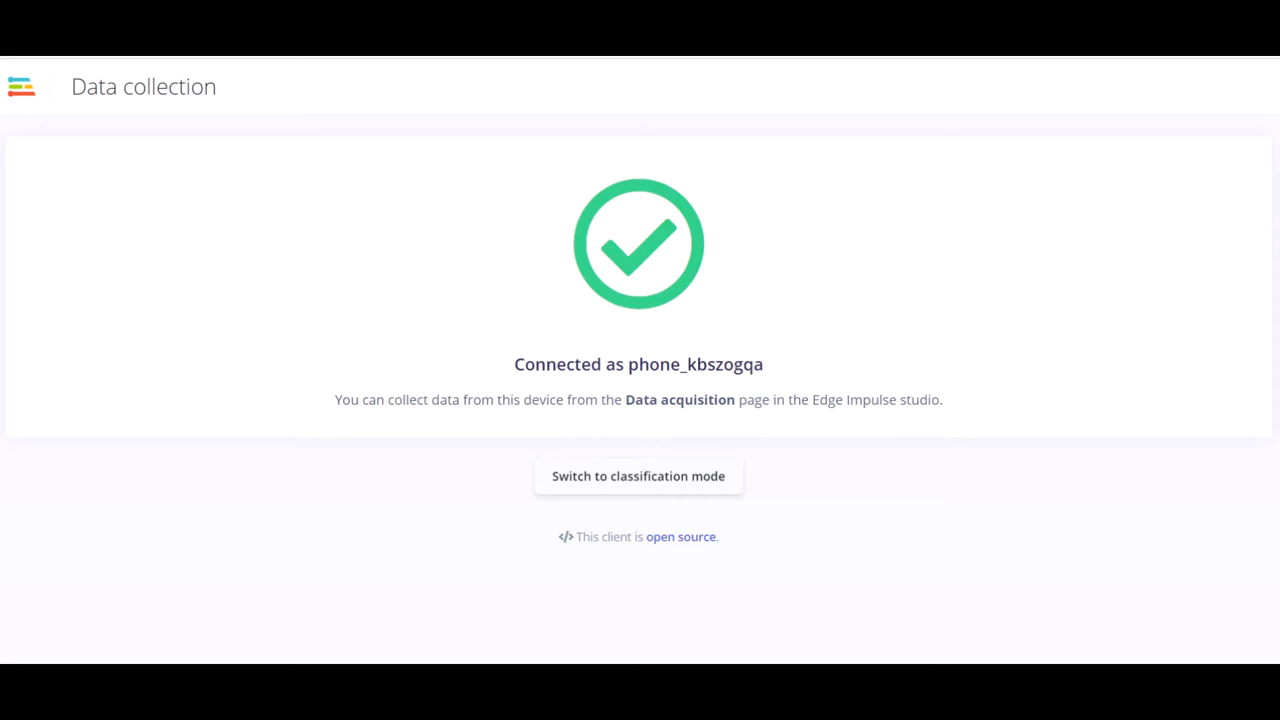 Data collection
Connected as phone_kbszogqa
You can collect data from this device from the Data acquisition page in the Edge Impulse studio.
Switch to classification mode
</> This client is open source.